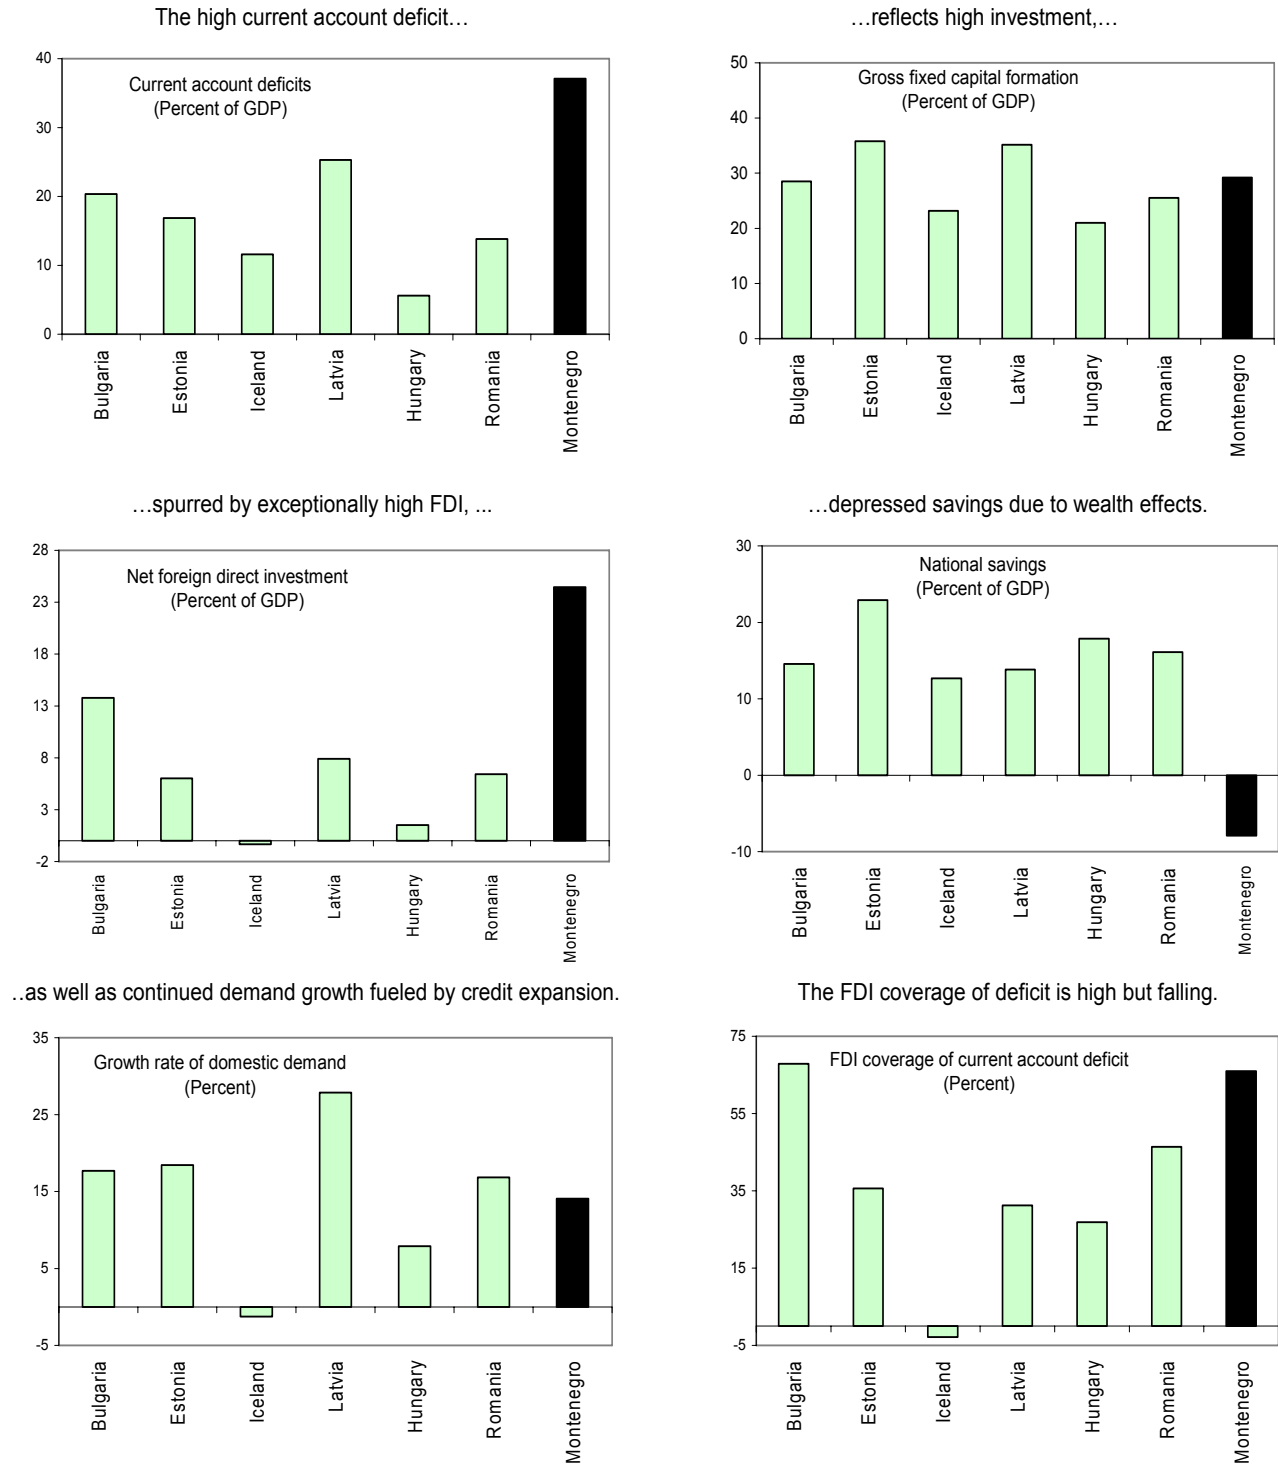 The high current account deficit…
Current account deficits
(Percent of GDP)
40
30
20
10
0
Bulgaria
Estonia
Iceland
Latvia
Hungary
Romania
Montenegro
…reflects high investment,…
Gross fixed capital formation
(Percent of GDP)
50
40
30
20
10
0
Bulgaria
Estonia
Iceland
Latvia
Hungary
Romania
Montenegro
…spurred by exceptionally high FDI, ...
Net foreign direct investment
(Percent of GDP)
28
23
18
13
8
3
-2
Bulgaria
Estonia
Iceland
Latvia
Hungary
Romania
Montenegro
…depressed savings due to wealth effects.
National savings
(Percent of GDP)
30
20
10
0
-10
Bulgaria
Estonia
Iceland
Latvia
Hungary
Romania
Montenegro
..as well as continued demand growth fueled by credit expansion.
Growth rate of domestic demand
(Percent)
35
25
15
5
-5
Bulgaria
Estonia
Iceland
Latvia
Hungary
Romania
Montenegro
The FDI coverage of deficit is high but falling.
FDI coverage of current account deficit
(Percent)
75
55
35
15
-5
Bulgaria
Estonia
Iceland
Latvia
Hungary
Romania
Montenegro